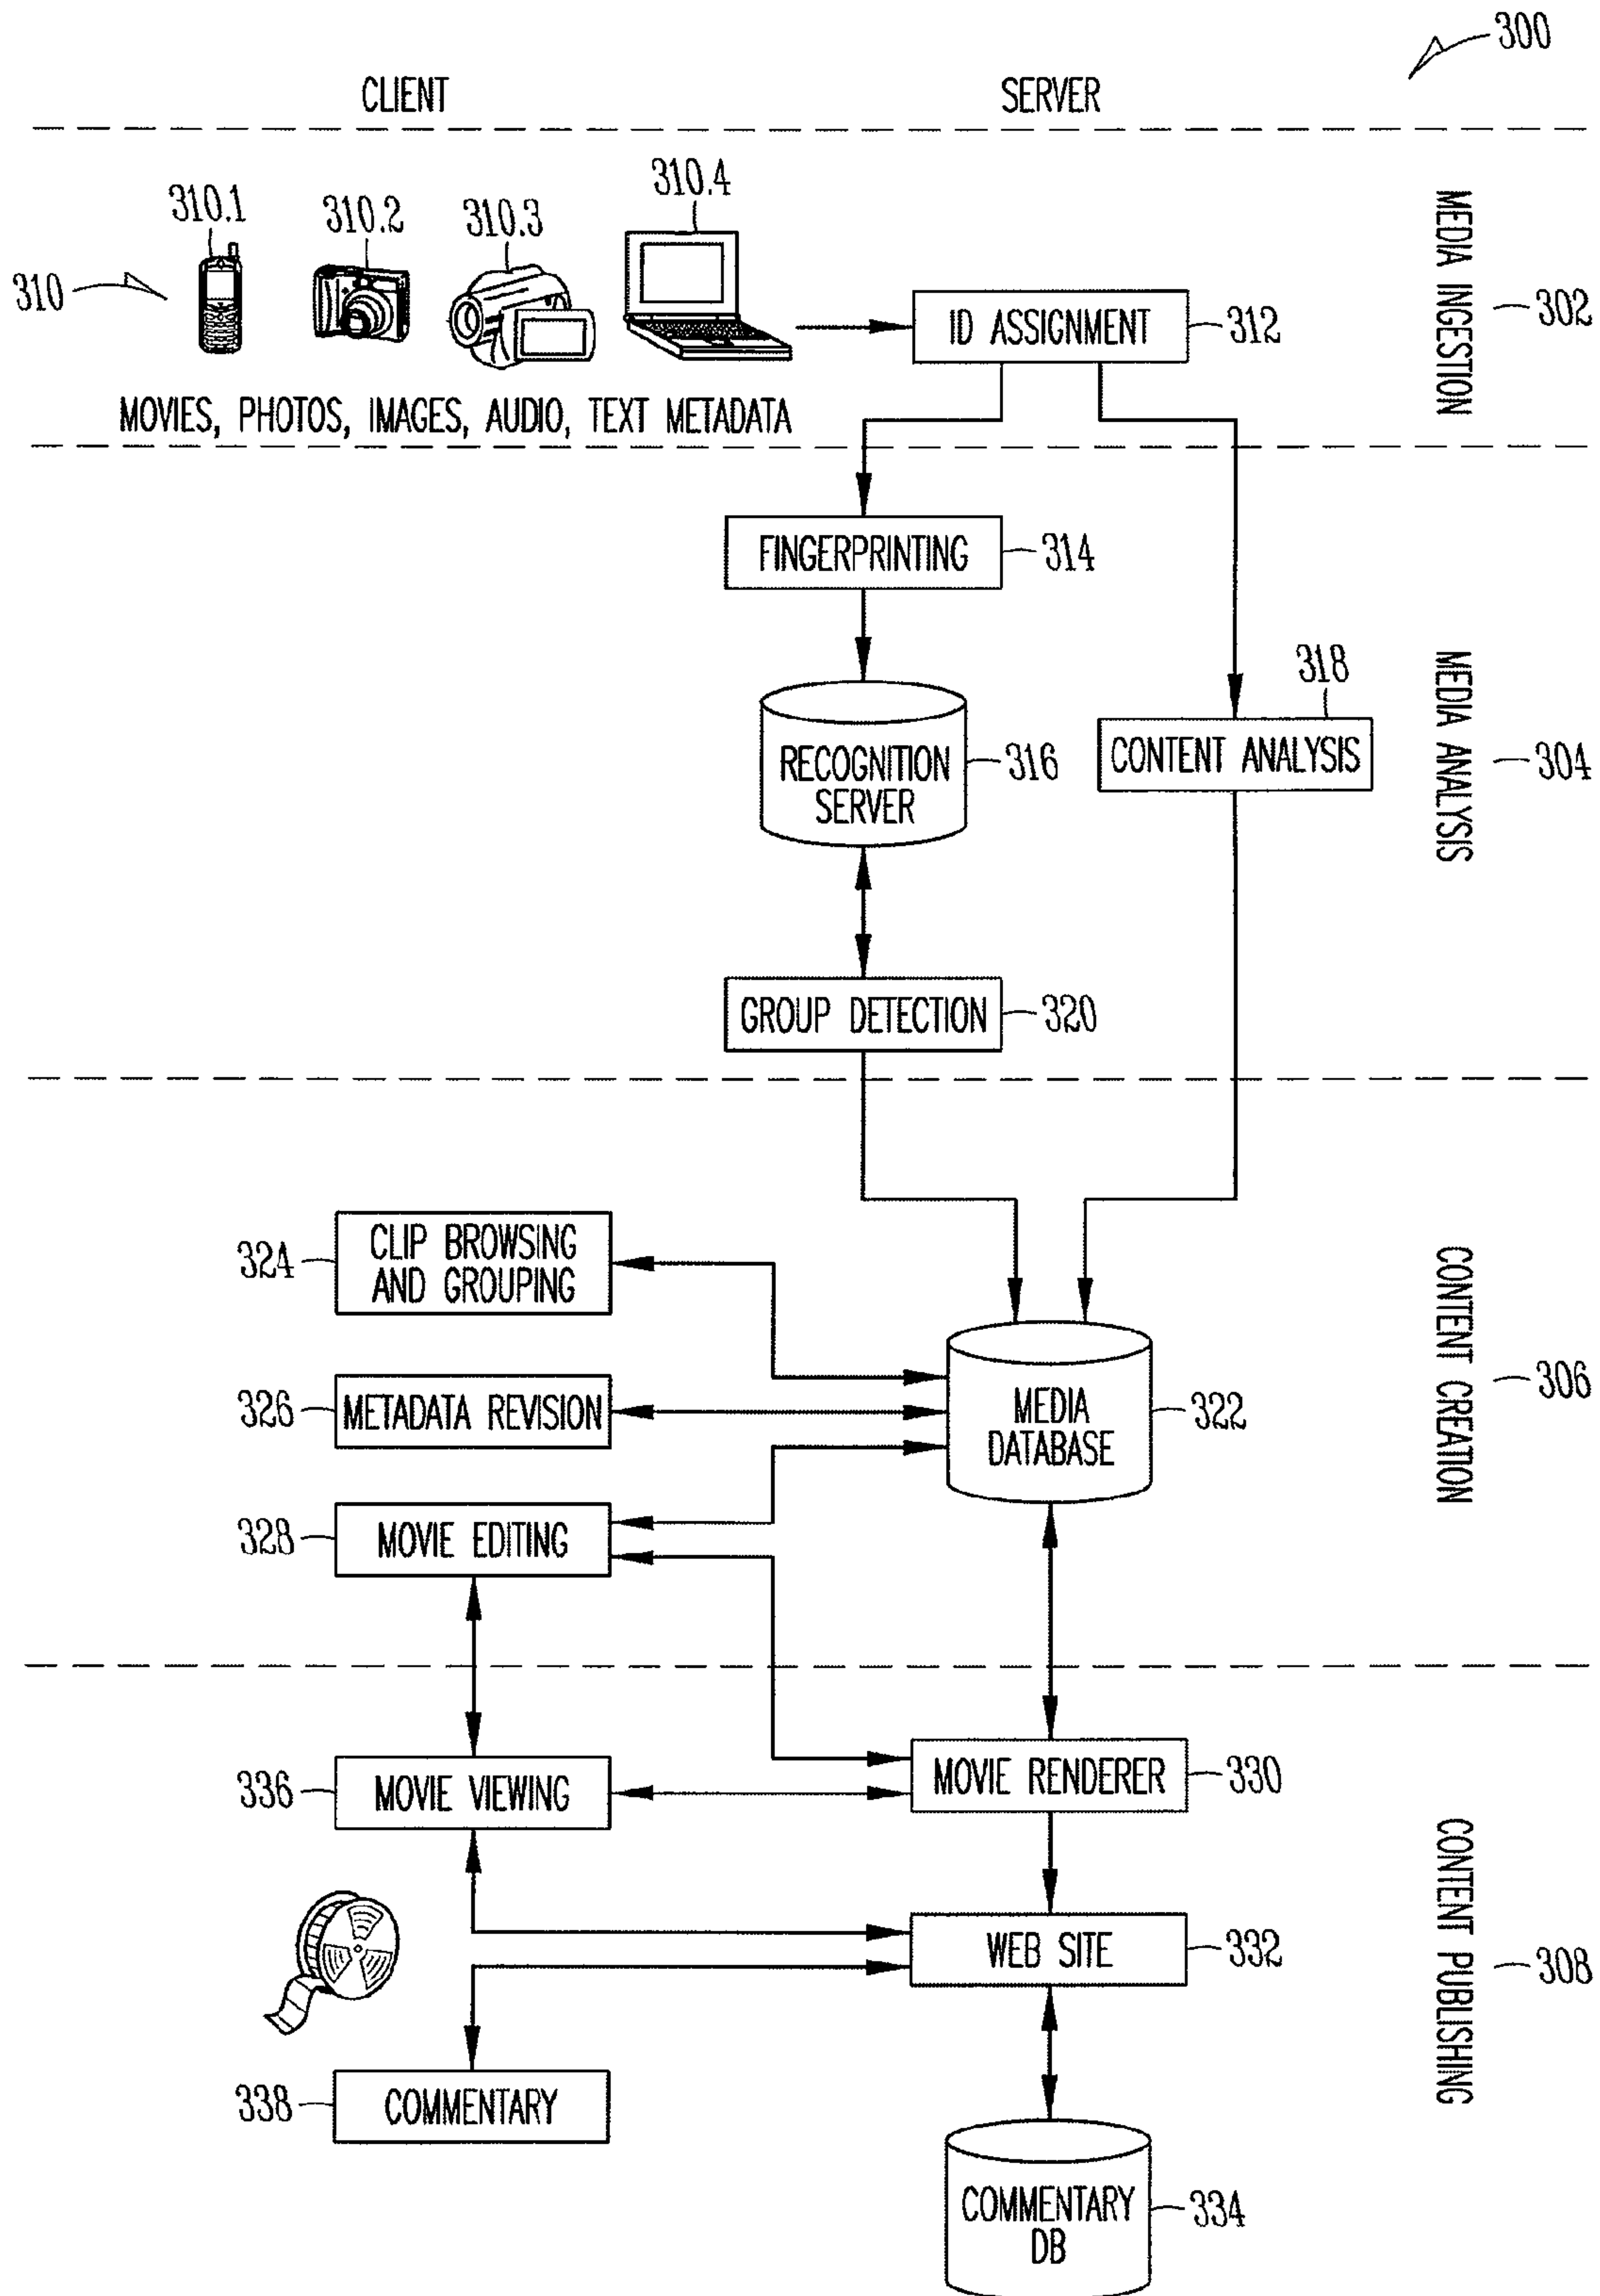 300
CLIENT
SERVER
310.1
310.2
310.3
310.4
310
ID ASSIGNMENT
312
MEDIA INGESTION
302
MOVIES, PHOTOS, IMAGES, AUDIO, TEXT METADATA
FINGERPRINTING
314
RECOGNITION
SERVER
316
318
CONTENT ANALYSIS
MEDIA ANALYSIS
304
GROUP DETECTION
320
324
CLIP BROWSING
AND GROUPING
326
METADATA REVISION
MEDIA
DATABASE
322
CONTENT CREATION
306
328
MOVIE EDITING
336
MOVIE VIEWING
MOVIE RENDERER
330
WEB SITE
332
CONTENT PUBLISHING
308
338
COMMENTARY
COMMENTARY
DB
334